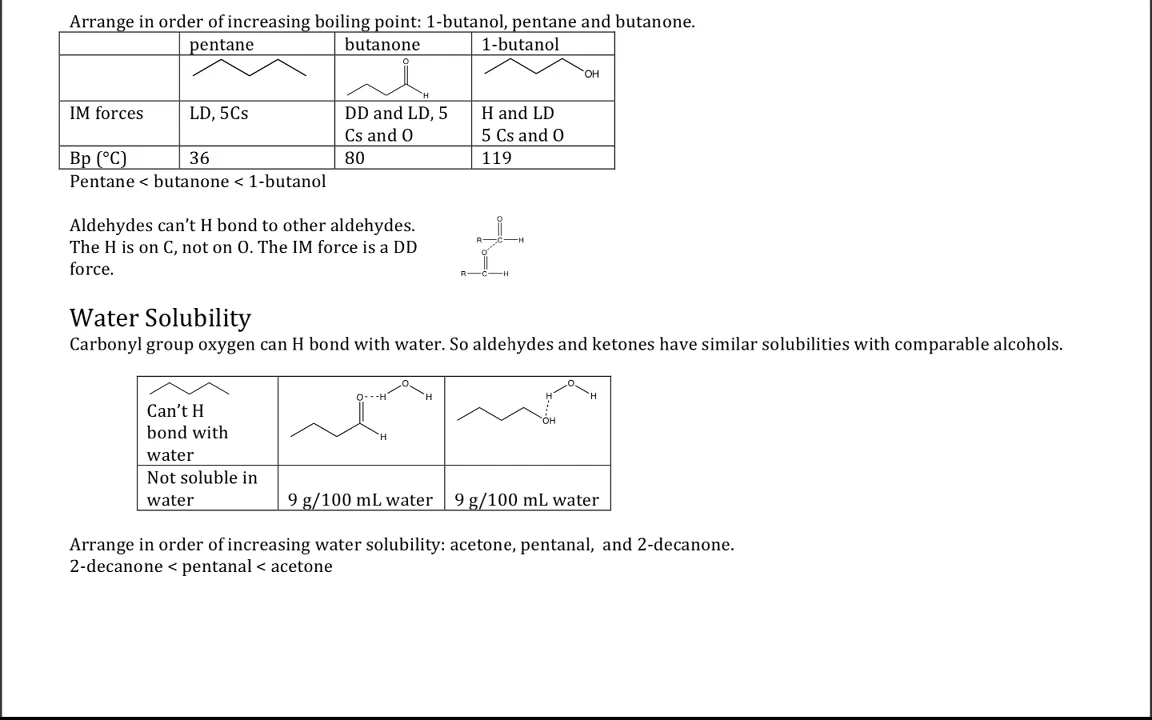 Arrange in order of increasing boiling point: 1-butanol, pentane and butanone.
pentane butanone 1-butanol
O
H
OH
IM forces LD, 5Cs DD and LD, 5 H and LD
Cs and O 5 Cs and O
Bp (°C) 36 80 119
Pentane < butanone < 1-butanol
Aldehydes can't H bond to other aldehydes.
The H is on C, not on O. The IM force is a DD
force.
O
R C H
O
R C H
Water Solubility
Carbonyl group oxygen can H bond with water. So aldehydes and ketones have similar solubilities with comparable alcohols.
Can't H
bond with
water
O---H O H
H
H O H
OH
Not soluble in
water 9 g/100 mL water 9 g/100 mL water
Arrange in order of increasing water solubility: acetone, pentanal, and 2-decanone.
2-decanone < pentanal < acetone